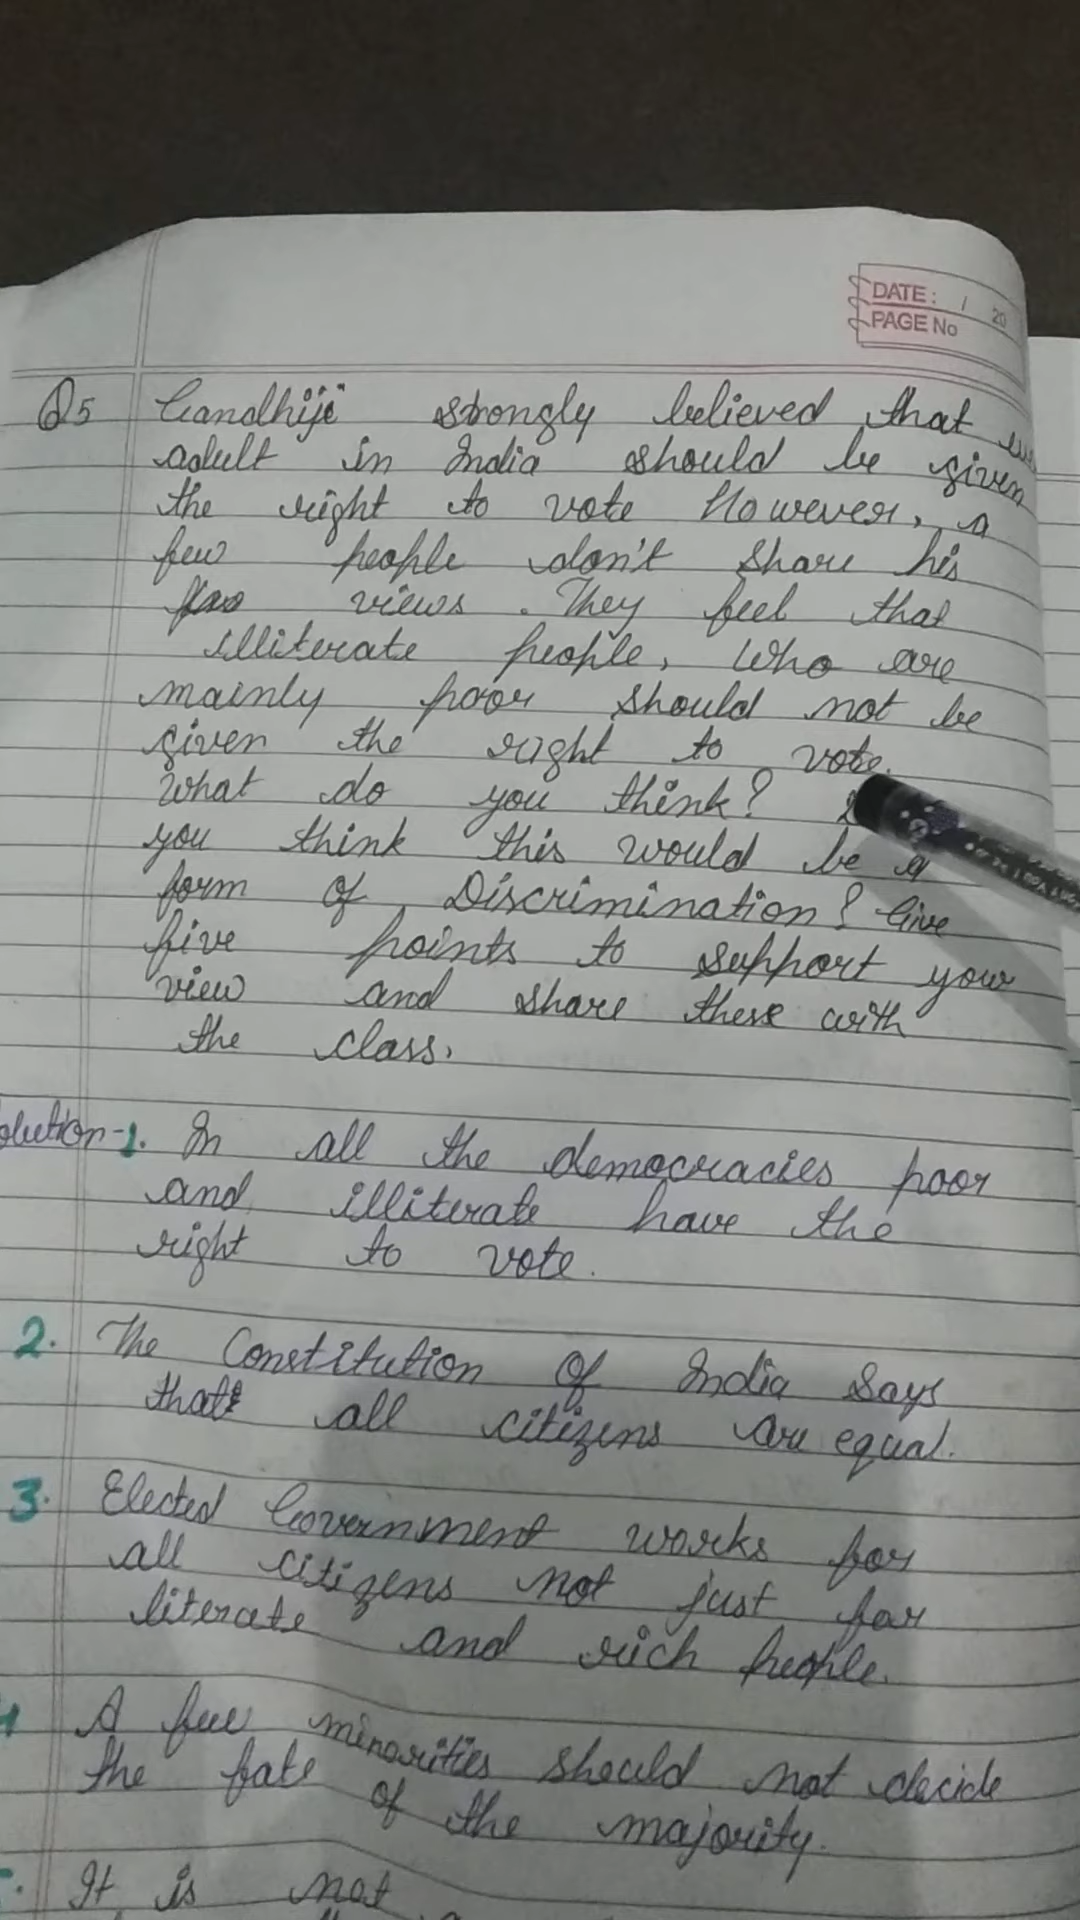 DATE: / 20
PAGE No
Q5 Gandhiji strongly believed that
adult in India should be given
the right to vote However, a
few people don't share his
views. They feel that
illiterate people, Who are
mainly poor should not be
given the right to vote.
What do you think?
you think this would be a
form Of Discrimination? Give
five points to support your
view and share these with
the class.
olution-1. In all the democracies poor
and illiterate have the
right to vote.
2. The Constitution Of India Says
that all citizens are equal.
3. Elected Government works for
all citizens not just for
literate and rich people.
4 A few minorities should not decide
the fate of the majority.
It is not